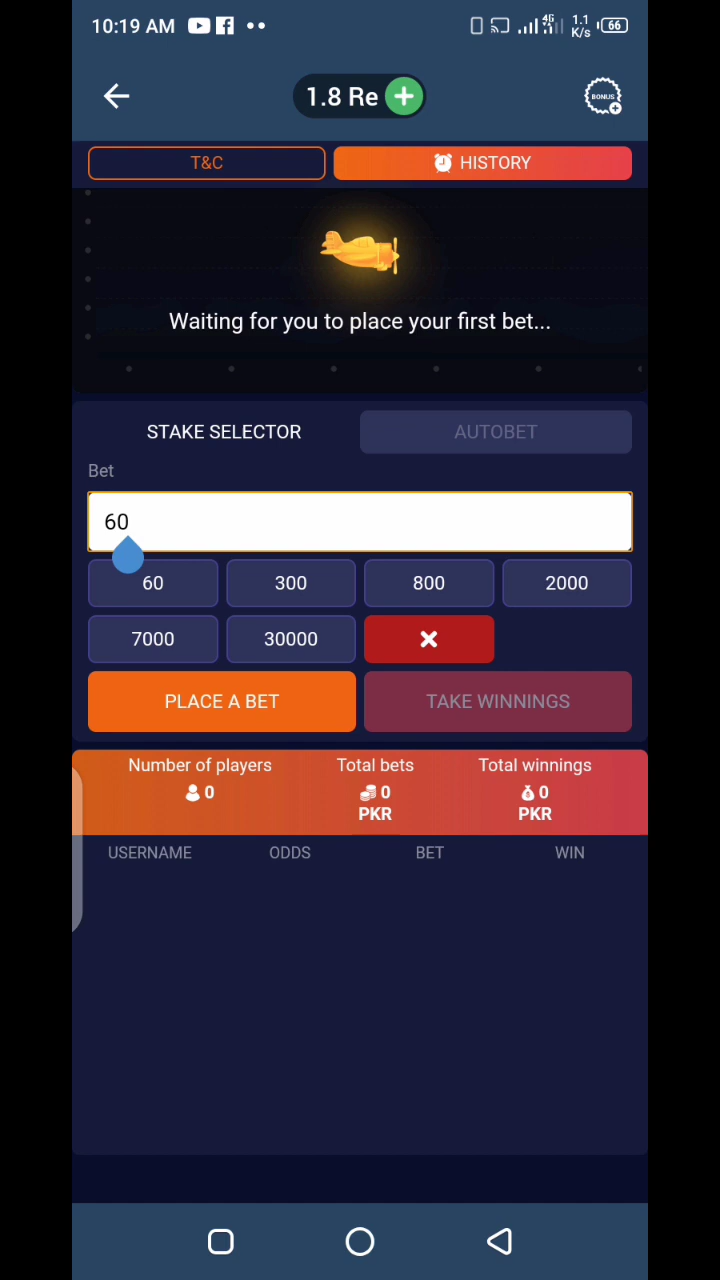 10:19 AM
4G
1.1
K/s
66
1.8 Re
BONUS
T&C
HISTORY
Waiting for you to place your first bet...
STAKE SELECTOR
AUTOBET
Bet
60
60
300
800
2000
7000
30000
PLACE A BET
TAKE WINNINGS
Number of players
Total bets
Total winnings
0
0
0
PKR
PKR
USERNAME
ODDS
BET
WIN